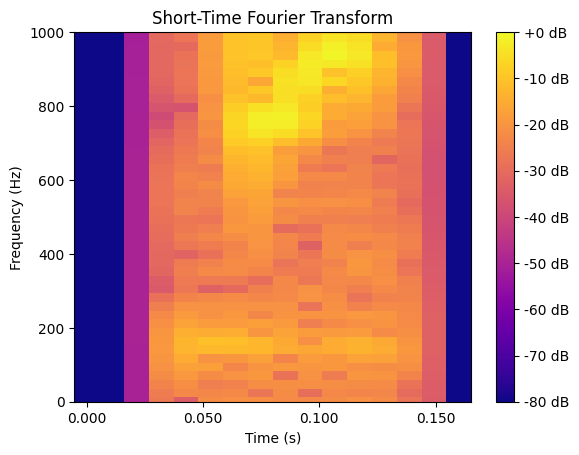 Short-Time Fourier Transform
Frequency (Hz)
1000
800
600
400
200
0
0.000
0.050
0.100
0.150
Time (s)
+0 dB
-10 dB
-20 dB
-30 dB
-40 dB
-50 dB
-60 dB
-70 dB
-80 dB